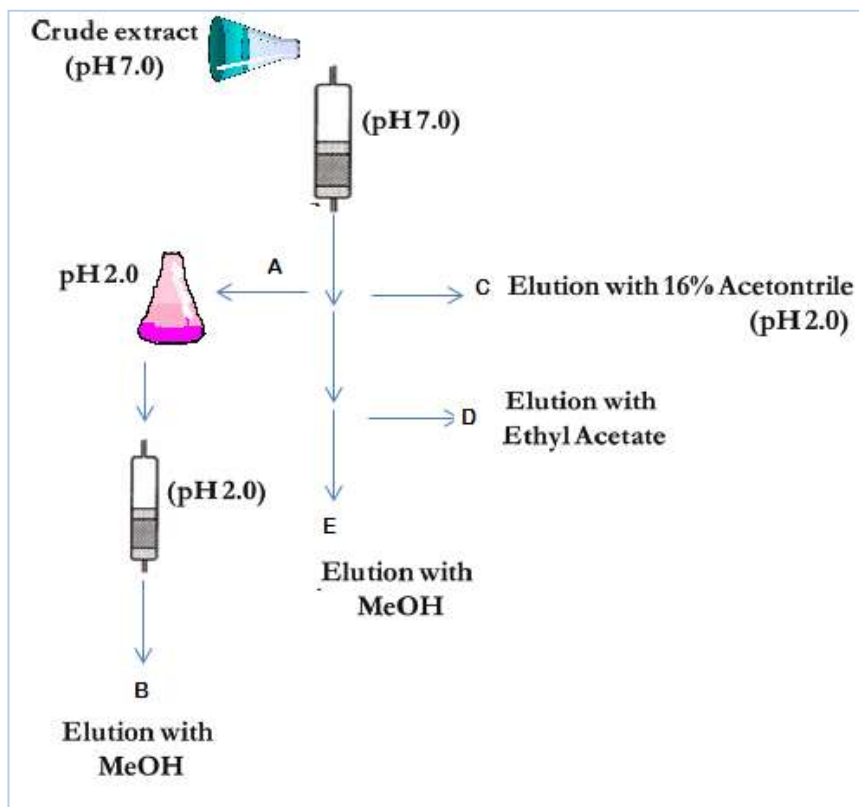 Crude extract
(pH 7.0)
(pH 7.0)
pH 2.0
A
C Elution with 16% Acetontrile
(pH 2.0)
D Elution with
Ethyl Acetate
(pH 2.0)
E
Elution with
MeOH
B
Elution with
MeOH